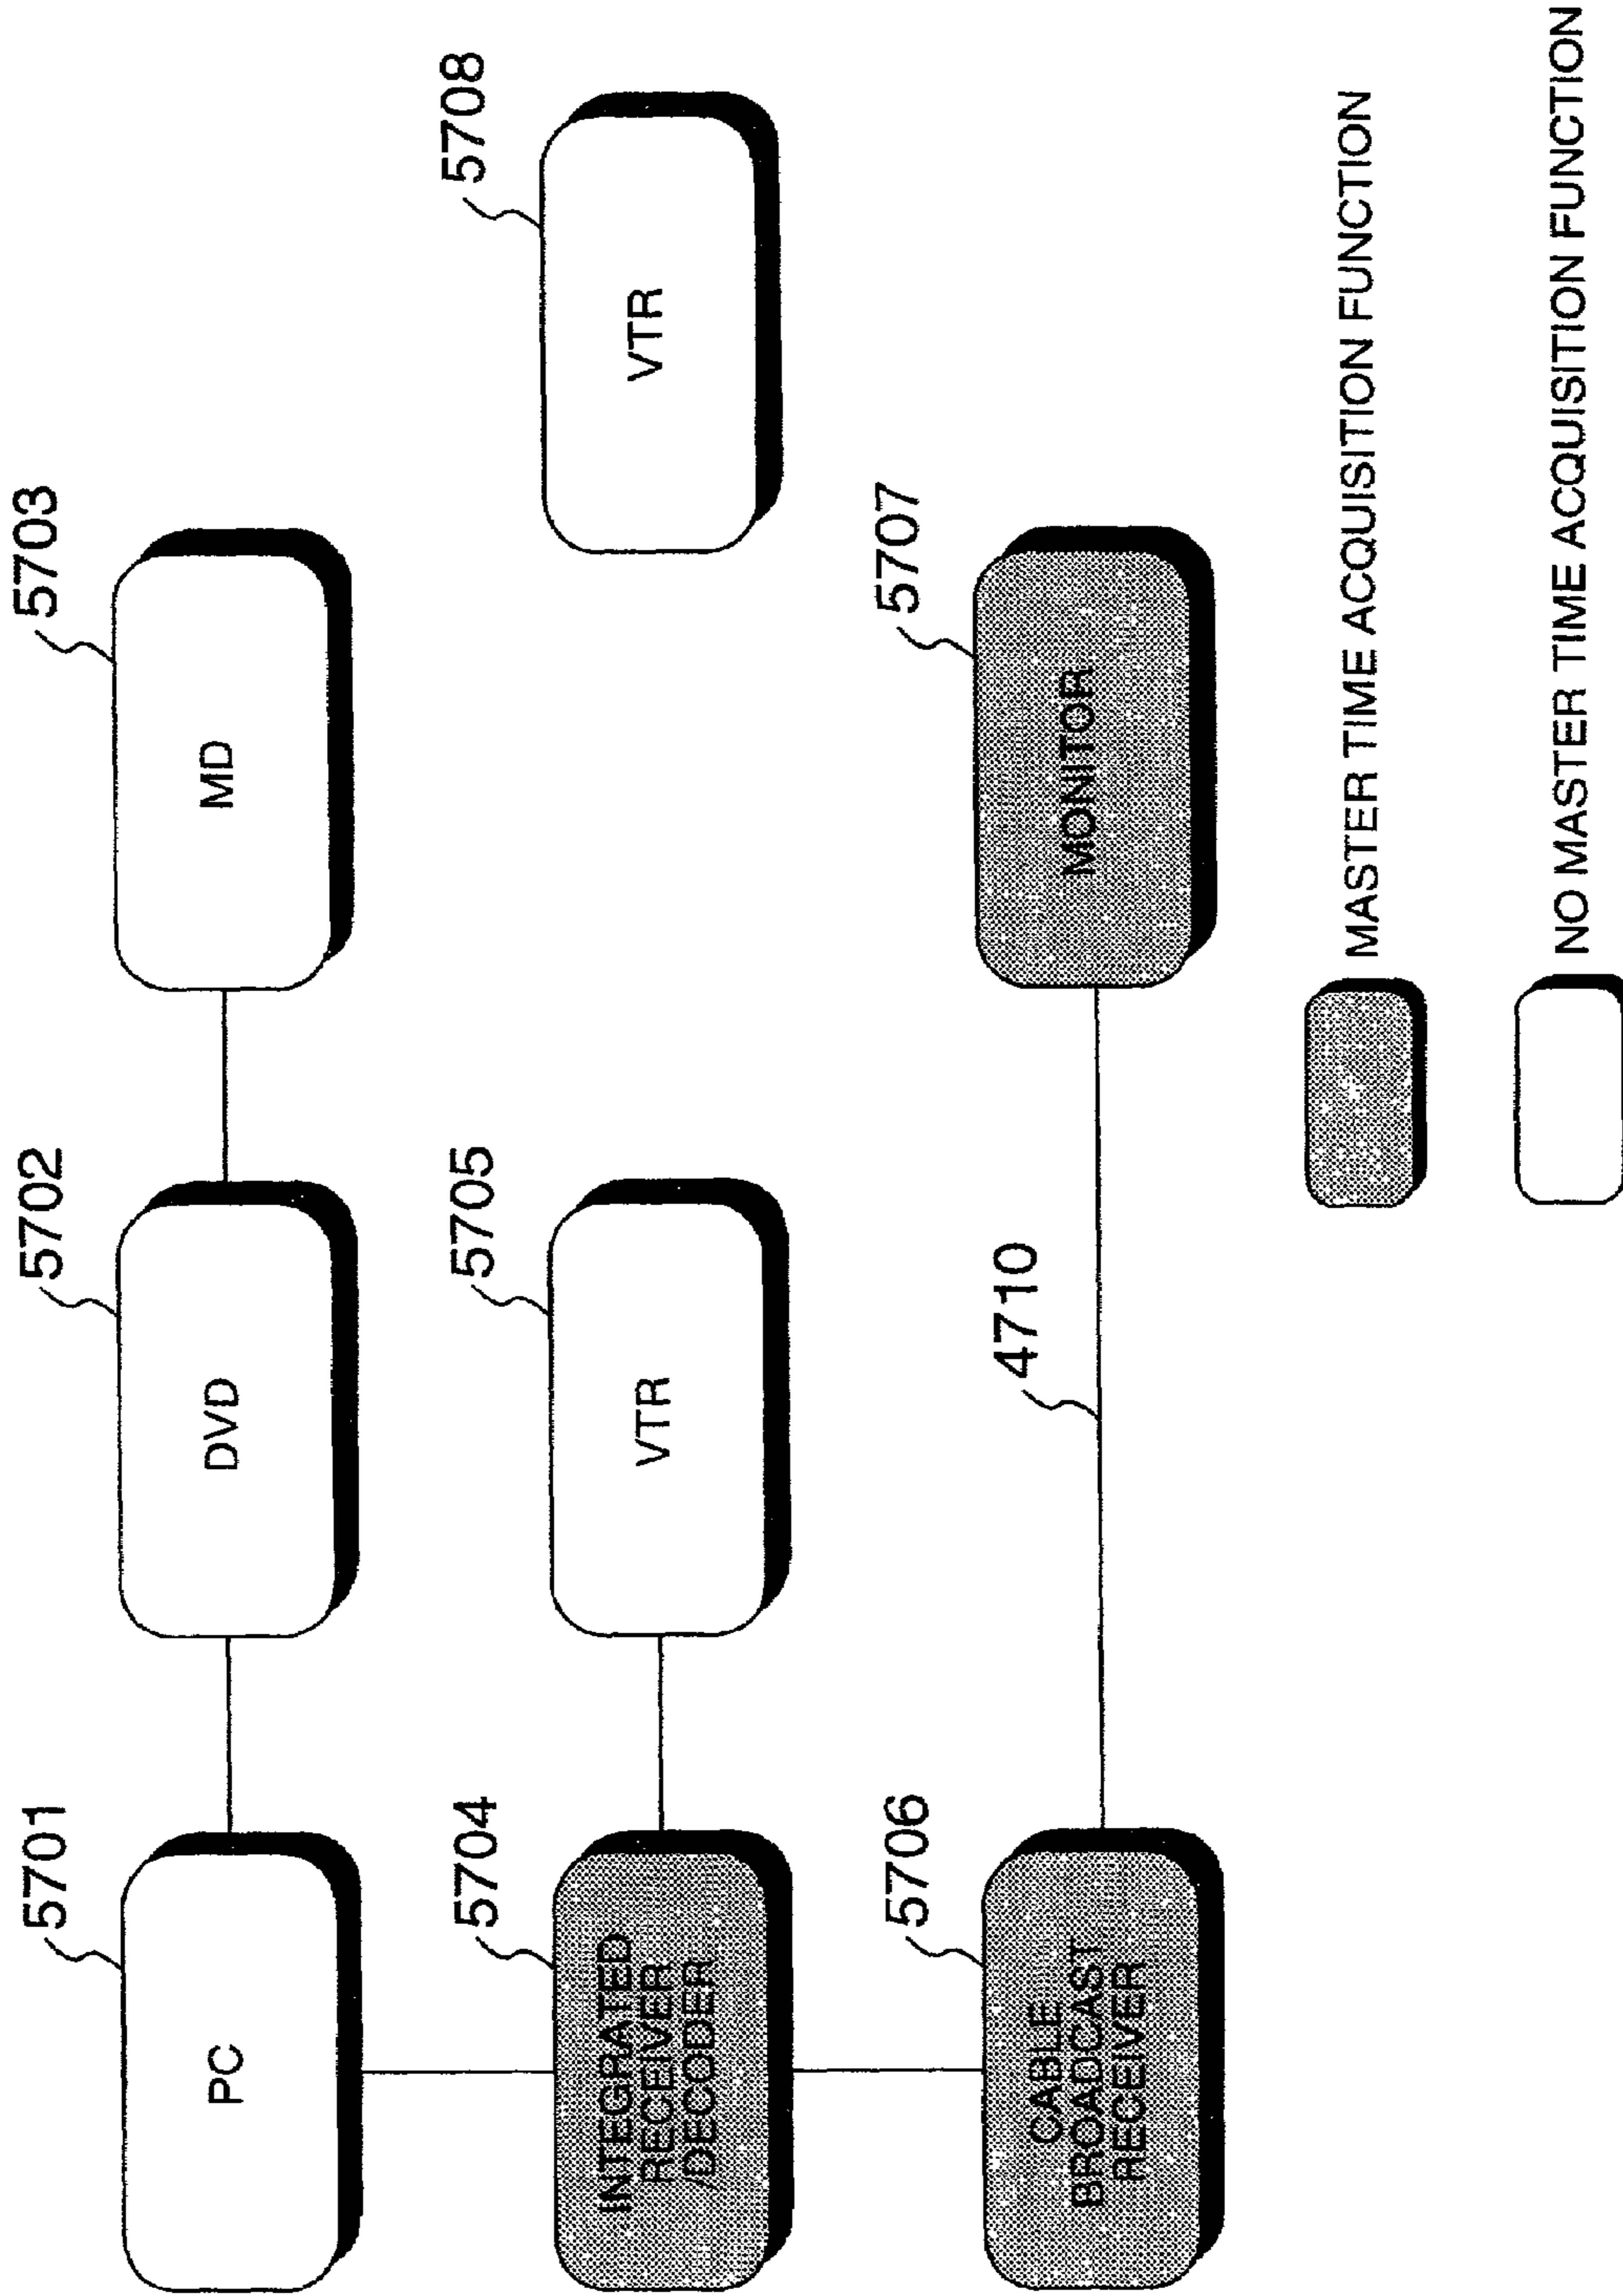 5701
PC
5702
DVD
5703
MD
5704
INTEGRATED
RECEIVER
/DECODER
5705
VTR
5708
VTR
5706
CABLE
BROADCAST
RECEIVER
4710
5707
MONITOR
MASTER TIME ACQUISITION FUNCTION
NO MASTER TIME ACQUISITION FUNCTION